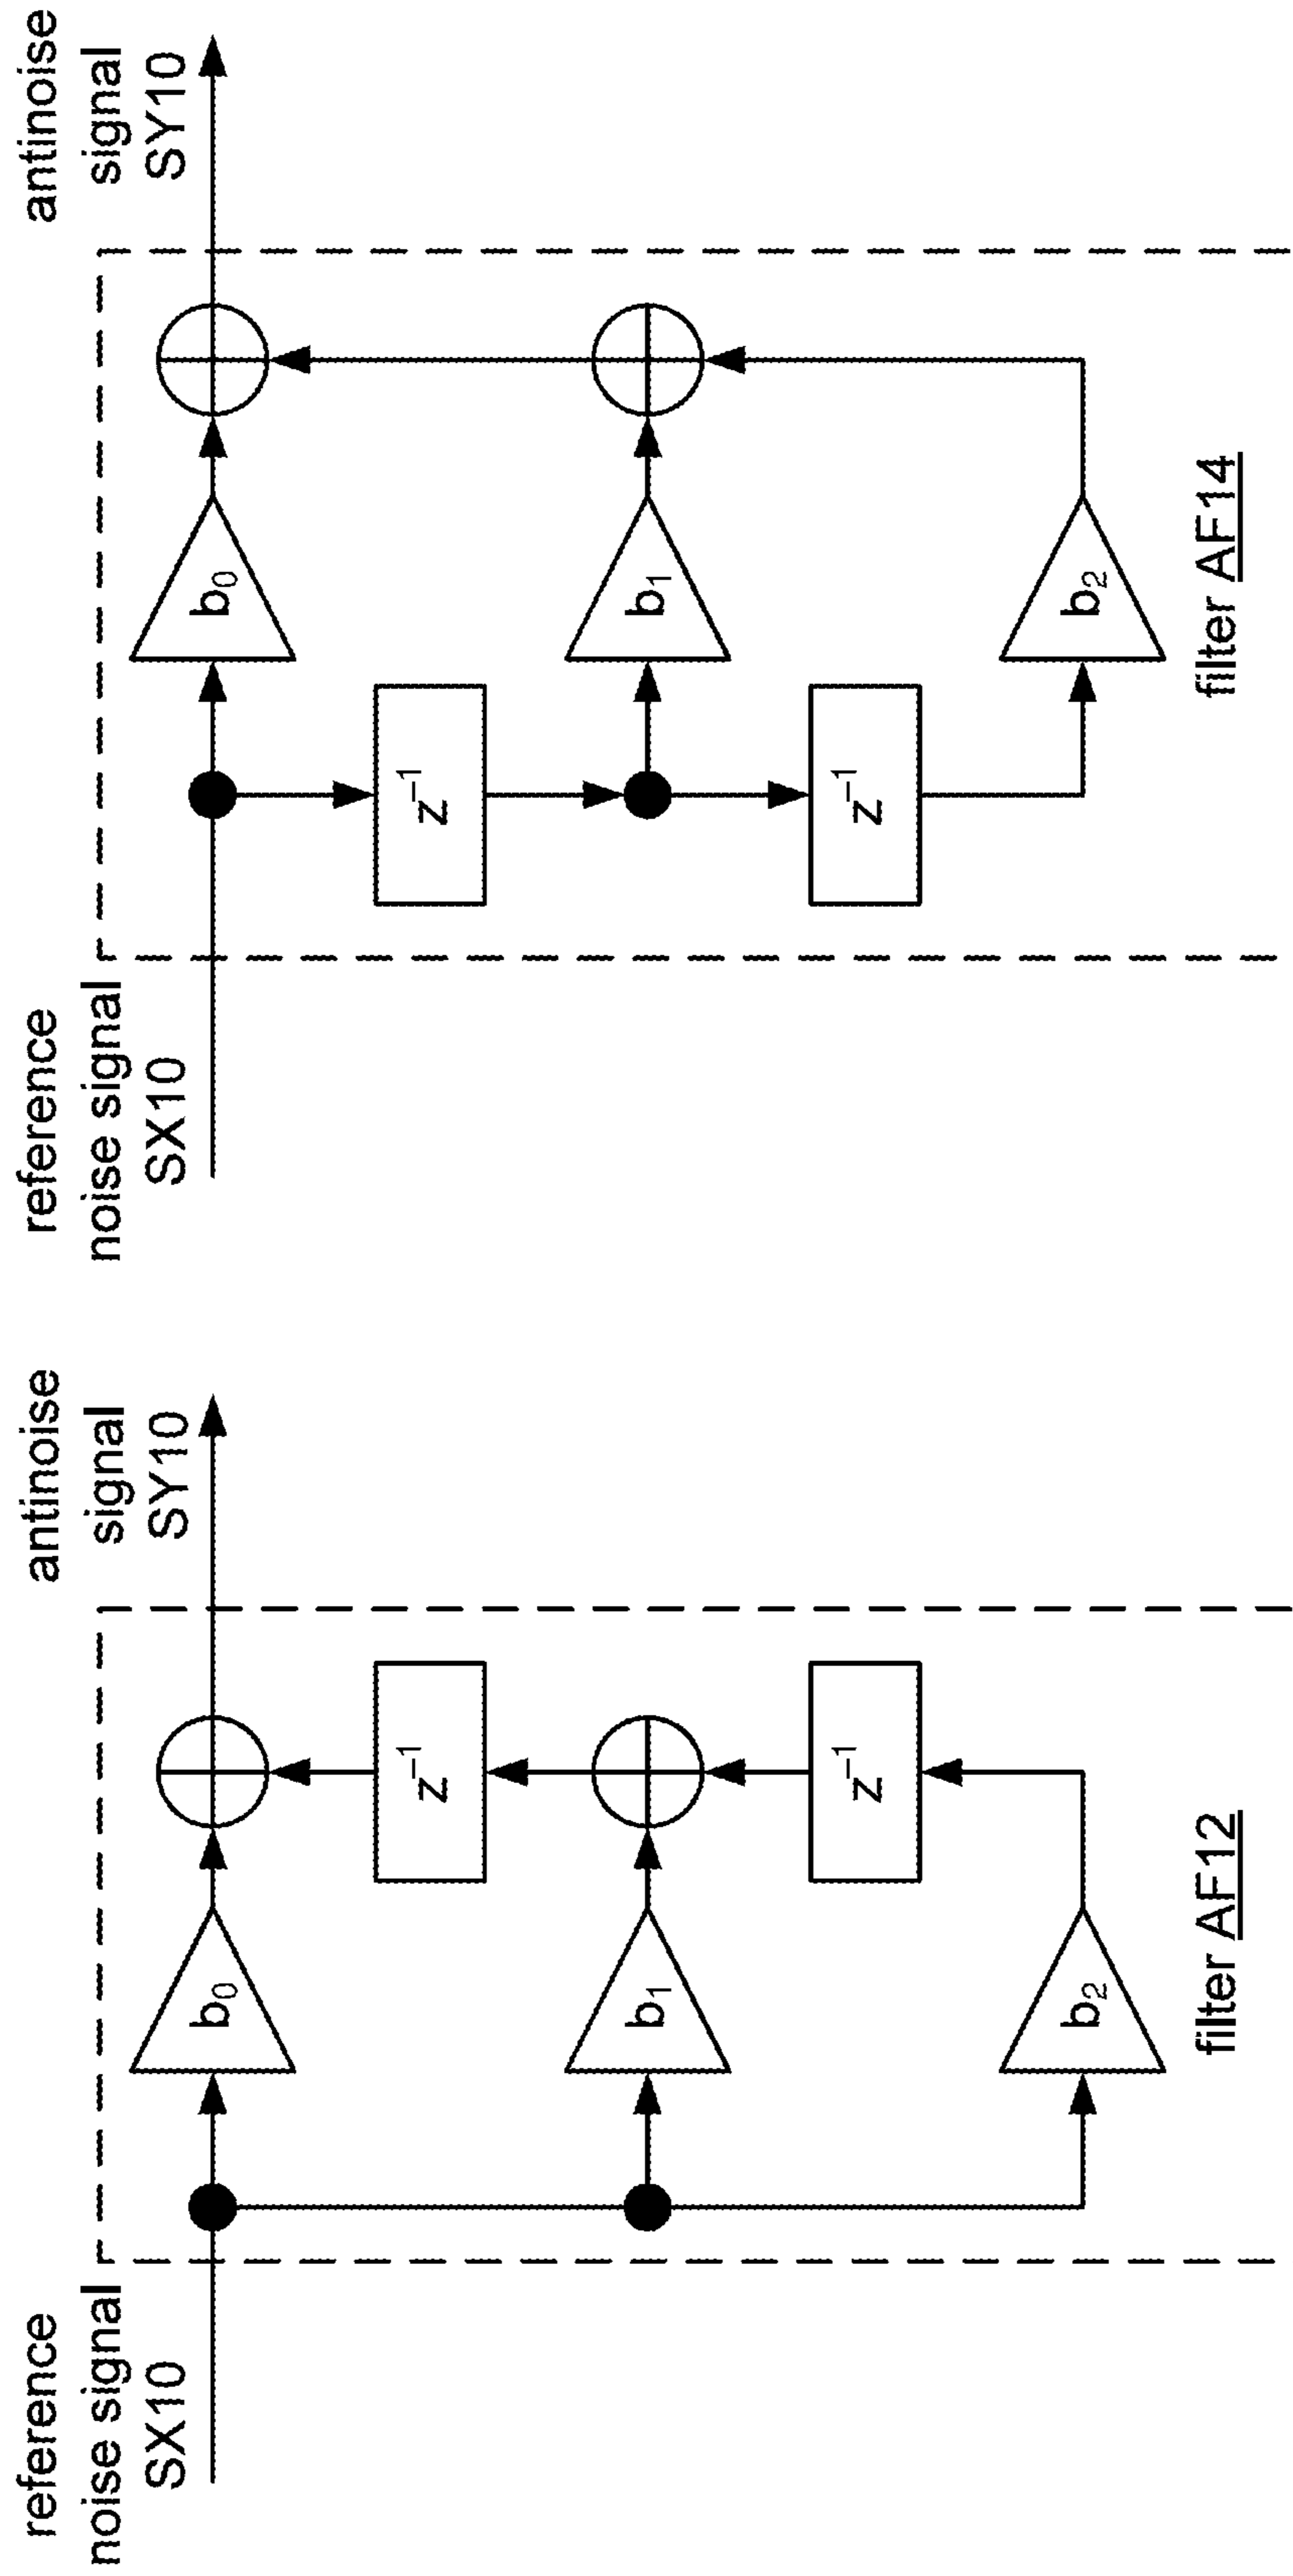 reference
noise signal
SX10
b0
b1
b2
z–1
z–1
antinoise
signal
SY10
filter AF12
reference
noise signal
SX10
z–1
z–1
b0
b1
b2
antinoise
signal
SY10
filter AF14